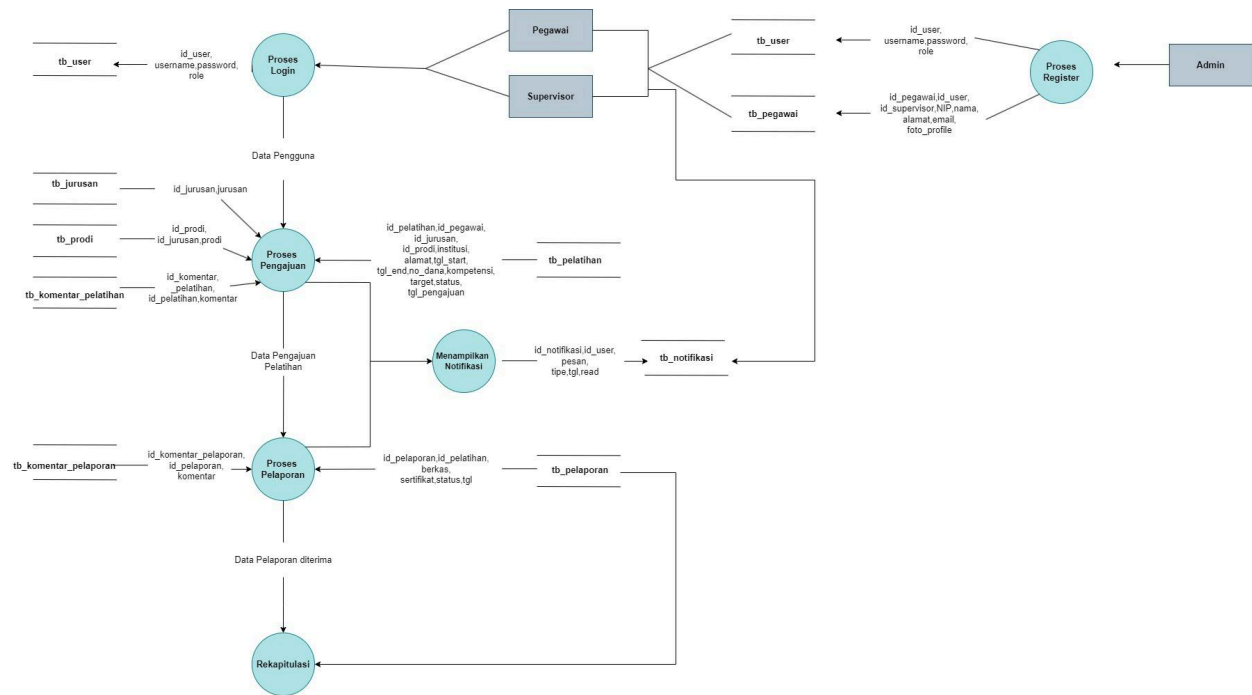 Pegawai
Supervisor
Admin
Proses
Login
Proses
Register
tb_user
id_user,
username,password,
role
tb_user
id_user,
username,password,
role
tb_pegawai
id_pegawai,id_user,
id_supervisor,NIP,nama,
alamat,email,
foto_profile
Data Pengguna
tb_jurusan
id_jurusan,jurusan
tb_prodi
id_prodi,
id_jurusan,prodi
tb_komentar_pelatihan
id_komentar,
_pelatihan,
id_pelatihan,komentar
Proses
Pengajuan
id_pelatihan,id_pegawai,
id_jurusan,
id_prodi,institusi,
alamat,tgl_start,
tgl_end,no_dana,kompetensi,
target,status,
tgl_pengajuan
tb_pelatihan
Data Pengajuan
Pelatihan
Menampilkan
Notifikasi
id_notifikasi,id_user,
pesan,
tipe,tgl,read
tb_notifikasi
tb_komentar_pelaporan
id_komentar_pelaporan,
id_pelaporan,
komentar
Proses
Pelaporan
id_pelaporan,id_pelatihan,
berkas,
sertifikat,status,tgl
tb_pelaporan
Data Pelaporan diterima
Rekapitulasi